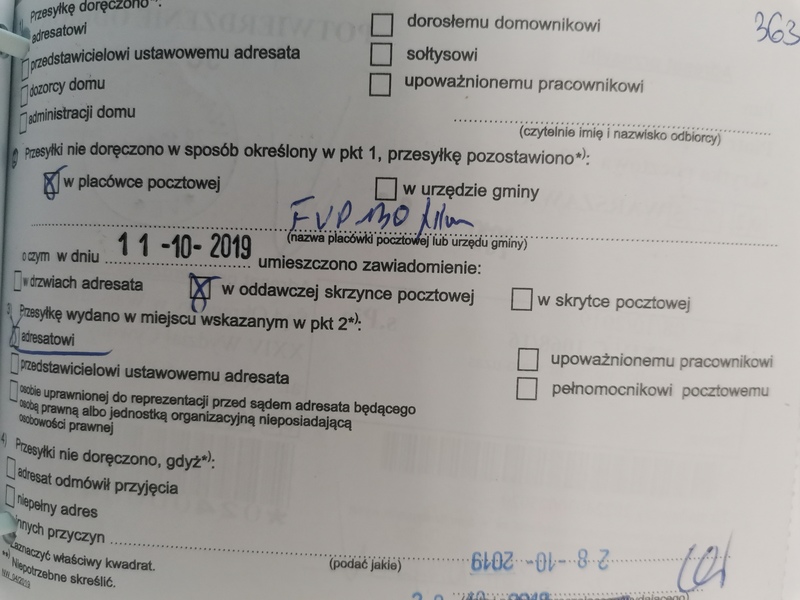 363
Przesyłkę doręczono*):
adresatowi
dorosłemu domownikowi
przedstawicielowi ustawowemu adresata
sołtysowi
dozorcy domu
upoważnionemu pracownikowi
administracji domu
(czytelnie imię i nazwisko odbiorcy)
Przesyłki nie doręczono w sposób określony w pkt 1, przesyłkę pozostawiono*):
w placówce pocztowej
w urzędzie gminy
(nazwa placówki pocztowej lub urzędu gminy)
o czym w dniu 11-10-2019 umieszczono zawiadomienie:
w drzwiach adresata
w oddawczej skrzynce pocztowej
w skrytce pocztowej
3) Przesyłkę wydano w miejscu wskazanym w pkt 2*):
adresatowi
upoważnionemu pracownikowi
przedstawicielowi ustawowemu adresata
pełnomocnikowi pocztowemu
osobie uprawnionej do reprezentacji przed sądem adresata będącego
osobą prawną albo jednostką organizacyjną nieposiadającą
osobowości prawnej
4) Przesyłki nie doręczono, gdyż*):
adresat odmówił przyjęcia
niepełny adres
innych przyczyn
(podać jakie)
28-10-2019
*) Zaznaczyć właściwy kwadrat.
**) Niepotrzebne skreślić.